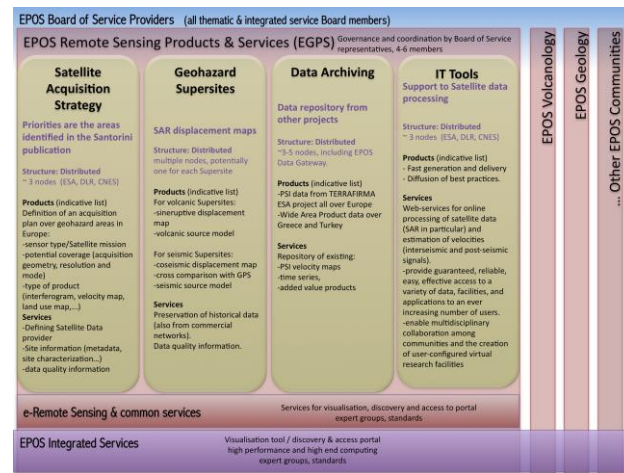 EPOS Board of Service Providers (all thematic & integrated service Board members)
EPOS Remote Sensing Products & Services (EGPS) Governance and coordination by Board of Service
representatives, 4-6 members
Satellite
Acquisition
Strategy
Priorities are the areas
identified in the Santorini
publication
Structure: Distributed
~ 3 nodes (ESA, DLR, CNES)
Products (indicative list)
Definition of an acquisition
plan over geohazard areas in
Europe:
-sensor type/Satellite mission
-potential coverage (acquisition
geometry, resolution and
mode)
-type of product
(interferogram, velocity map,
land use map,...)
Services
-Defining Satellite Data
provider
-Site information (metadata,
site characterization...)
-data quality information
Geohazard
Supersites
SAR displacement maps
Structure: Distributed
multiple nodes, potentially
one for each Supersite
Products (indicative list)
For volcanic Supersites:
-sineruptive displacement
map
-volcanic source model
For seismic Supersites:
-coseismic displacement
map
-cross comparison with GPS
-seismic source model
Services
Preservation of historical data
(also from commercial
networks).
Data quality information.
Data Archiving
Data repository from
other projects
Structure: Distributed
~3-5 nodes, including EPOS
Data Gateway.
Products (indicative list)
-PSI data from TERRAFIRMA
ESA project all over Europe
-Wide Area Product data over
Greece and Turkey
Services
Repository of existing:
-PSI velocity maps
-time series,
-added value products
IT Tools
Support to Satellite data
processing
Structure: Distributed
~ 3 nodes (ESA, DLR, CNES)
Products (indicative list)
- Fast generation and delivery
- Diffusion of best practices.
Services
Web-services for online
processing of satellite data
(SAR in particular) and
estimation of velocities
(interseismic and post-seismic
signals).
-provide guaranteed, reliable,
easy, effective access to a
variety of data, facilities, and
applications to an ever
increasing number of users.
-enable multidisciplinary
collaboration among
communities and the creation
of user-configured virtual
research facilities
EPOS Volcanology
EPOS Geology
... Other EPOS Communities
e-Remote Sensing & common services
Services for visualisation, discovery and access to portal
expert groups, standards
EPOS Integrated Services
Visualisation tool / discovery & access portal
high performance and high end computing
expert groups, standards